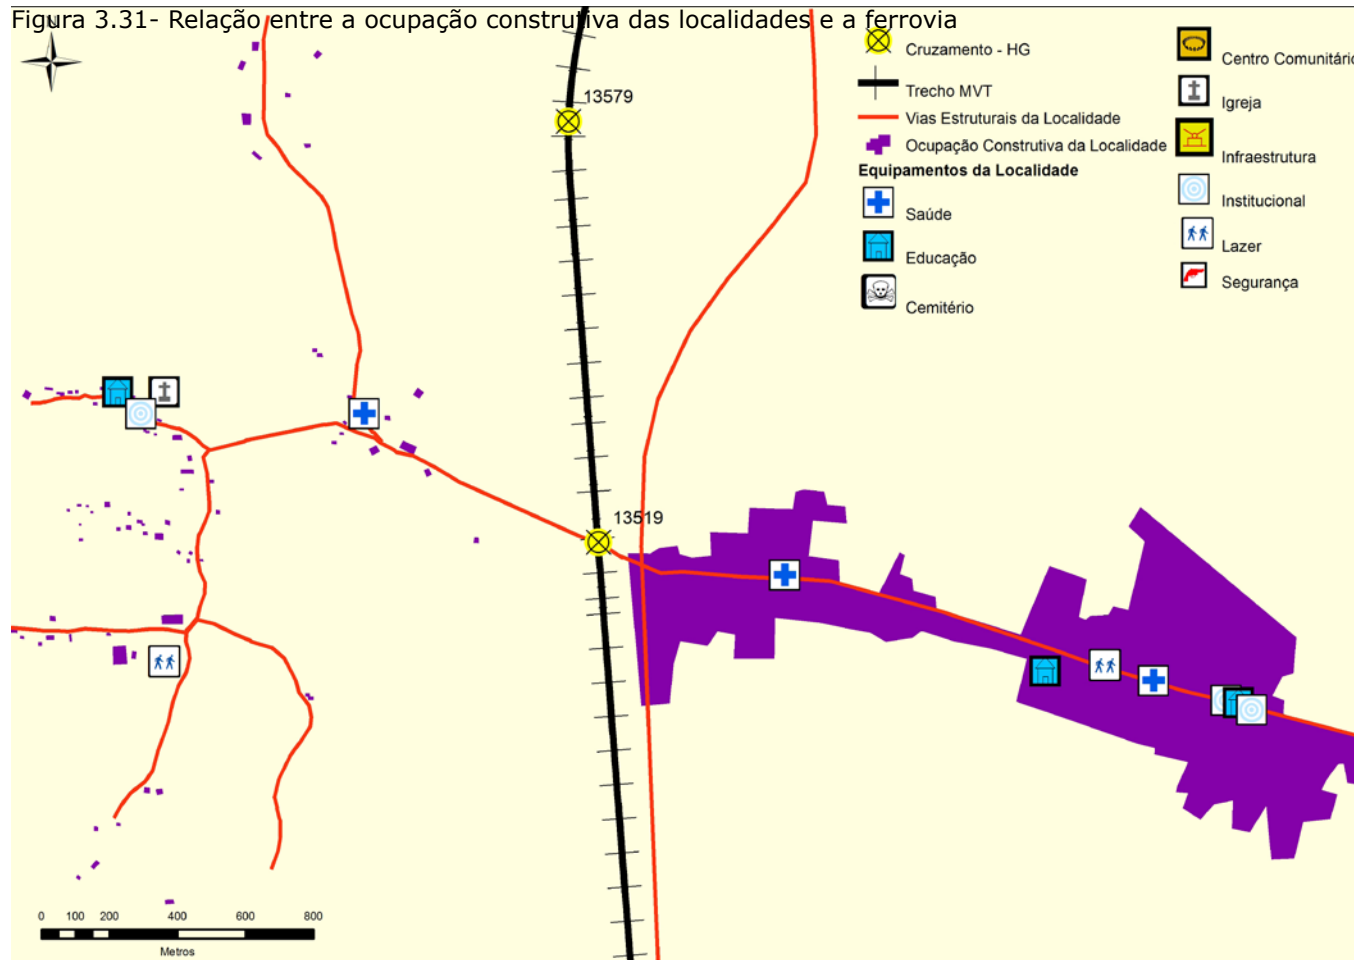 Figura 3.31- Relação entre a ocupação construtiva das localidades e a ferrovia
N
Cruzamento - HG
Trecho MVT
Vias Estruturais da Localidade
Ocupação Construtiva da Localidade
Equipamentos da Localidade
Saúde
Educação
Cemitério
Centro Comunitário
Igreja
Infraestrutura
Institucional
Lazer
Segurança
13579
13519
0 100 200 400 600 800
Metros